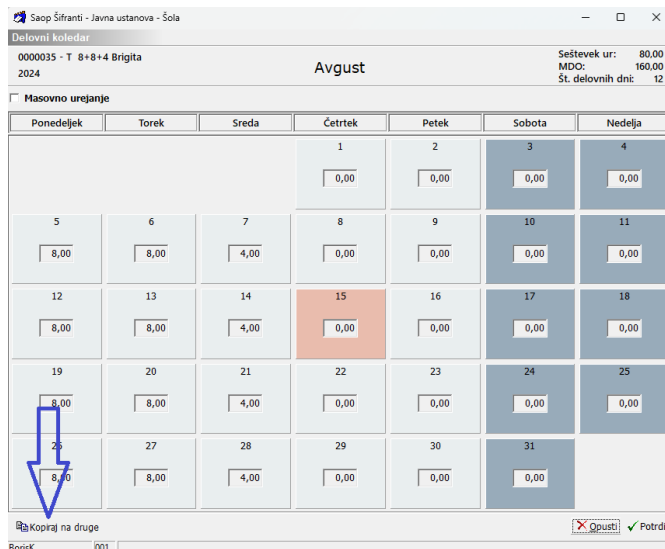 Saop Šifranti - Javna ustanova - Šola
Delovni koledar
0000035 - T 8+8+4 Brigita
2024
Avgust
Seštevek ur: 80,00
MDO: 160,00
Št. delovnih dni: 12
Masovno urejanje
Ponedeljek Torek Sreda Četrtek Petek Sobota Nedelja
1 2 3 4
0,00 0,00 0,00 0,00
5 6 7 8 9 10 11
8,00 8,00 4,00 0,00 0,00 0,00 0,00
12 13 14 15 16 17 18
8,00 8,00 4,00 0,00 0,00 0,00 0,00
19 20 21 22 23 24 25
8,00 8,00 4,00 0,00 0,00 0,00 0,00
26 27 28 29 30 31
8,00 8,00 4,00 0,00 0,00 0,00
Kopiraj na druge Opusti Potrdi
BorisK 001